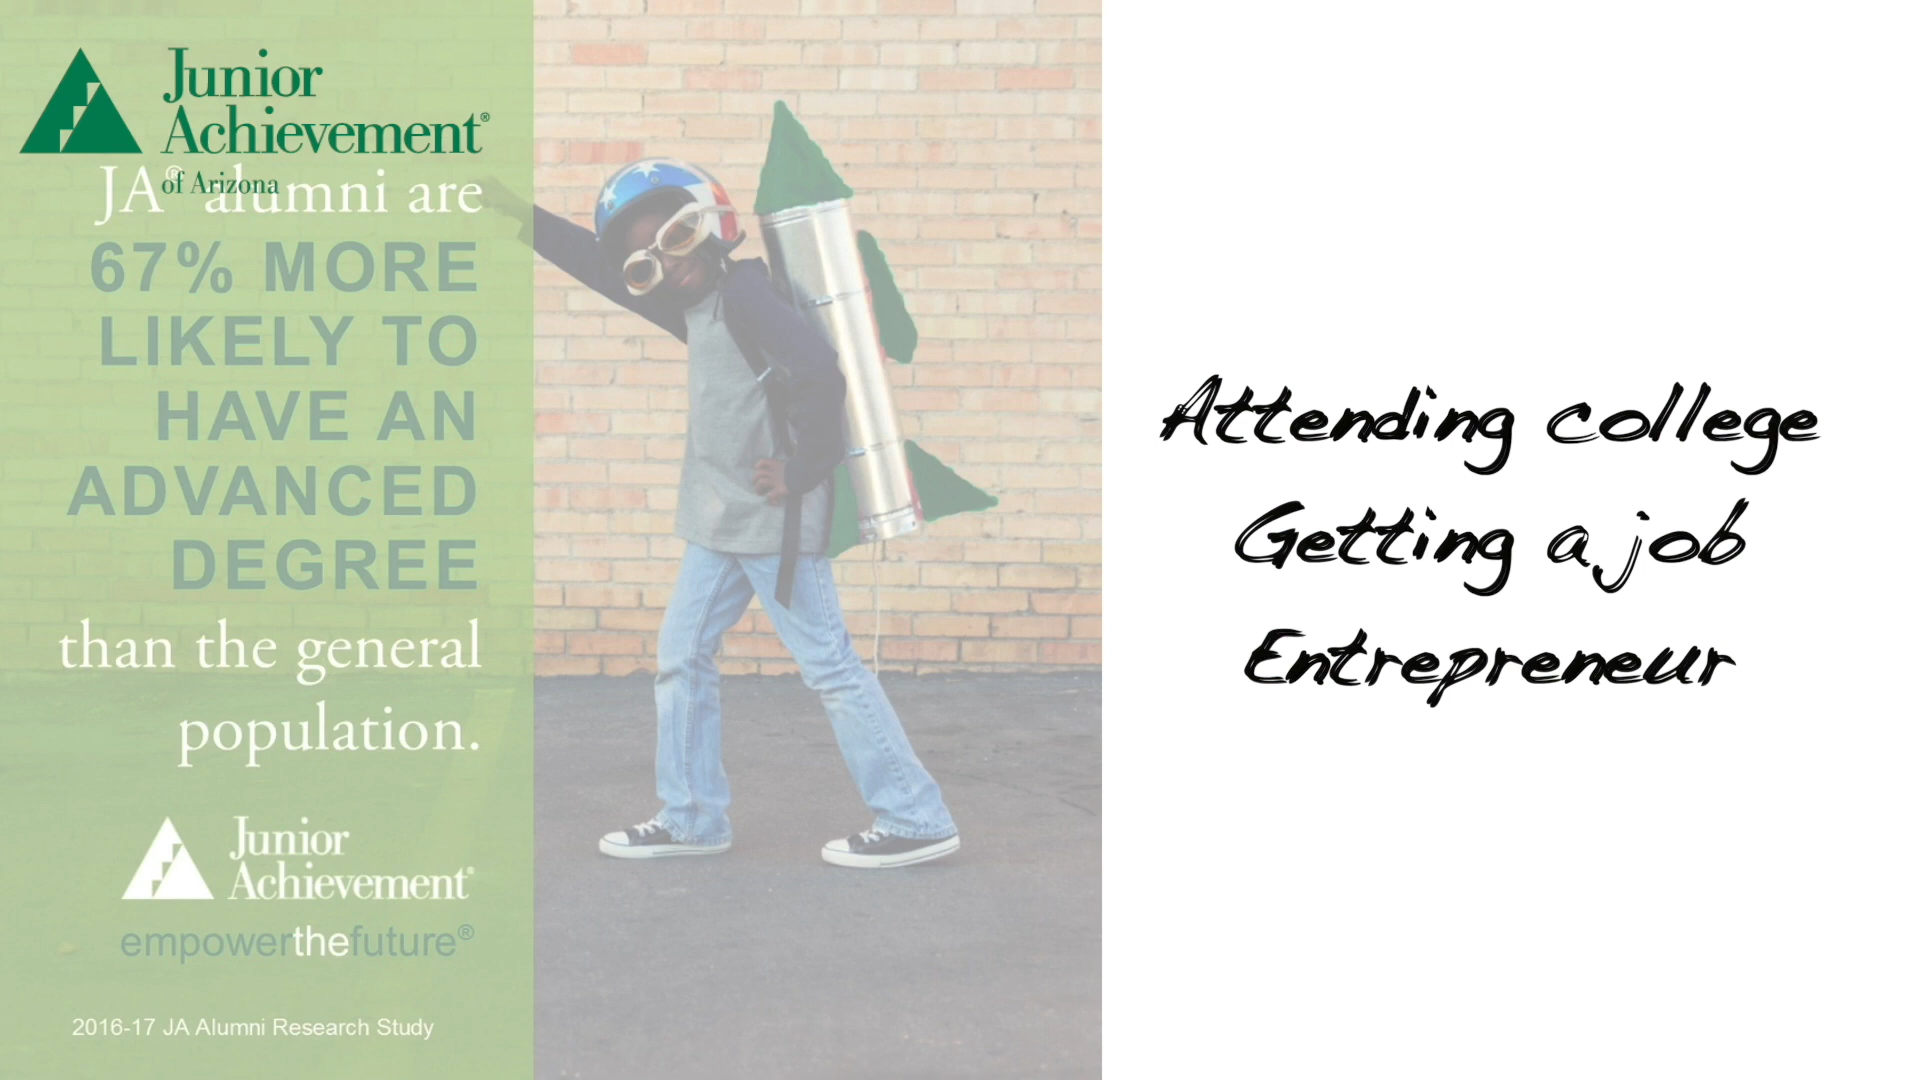 Junior
Achievement®
of Arizona
JA® alumni are
67% MORE
LIKELY TO
HAVE AN
ADVANCED
DEGREE
than the general
population.
Junior
Achievement®
empowerthefuture®
2016-17 JA Alumni Research Study
Attending college
Getting a job
Entrepreneur